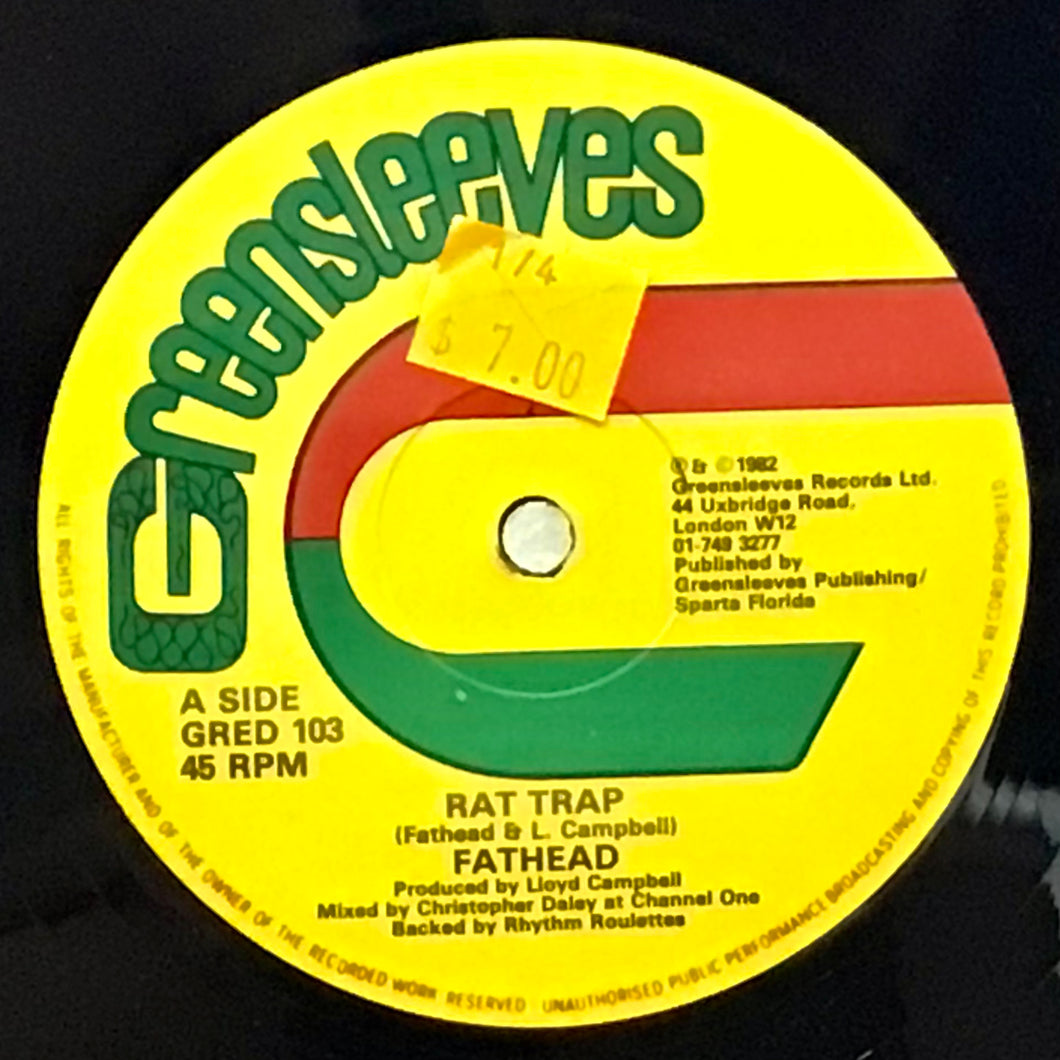 Greensleeves
1/4
$ 7.00
℗ & © 1982
Greensleeves Records Ltd.
44 Uxbridge Road,
London W12
01-749 3277
Published by
Greensleeves Publishing/
Sparta Florida
A SIDE
GRED 103
45 RPM
RAT TRAP
(Fathead & L. Campbell)
FATHEAD
Produced by Lloyd Campbell
Mixed by Christopher Daley at Channel One
Backed by Rhythm Roulettes
ALL RIGHTS OF THE MANUFACTURER AND OF THE OWNER OF THE RECORDED WORK RESERVED UNAUTHORISED PUBLIC PERFORMANCE BROADCASTING AND COPYING OF THIS RECORD PROHIBITED